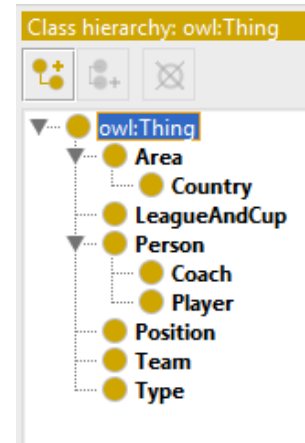 Class hierarchy: owl:Thing
owl:Thing
Area
Country
LeagueAndCup
Person
Coach
Player
Position
Team
Type